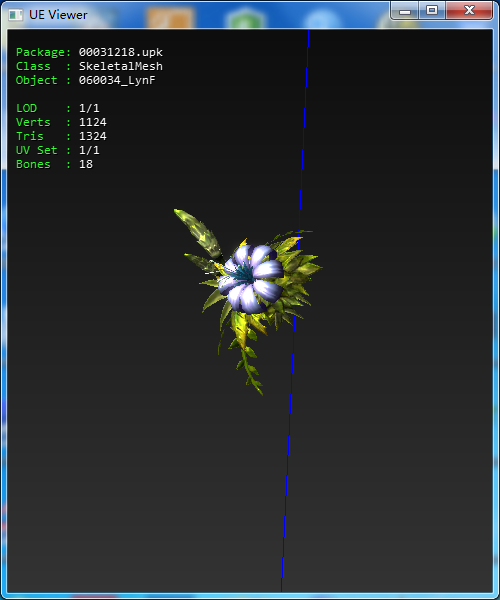 UE Viewer
Package: 00031218.upk
Class : SkeletalMesh
Object : 060034_LynF
LOD : 1/1
Verts : 1124
Tris : 1324
UV Set : 1/1
Bones : 18